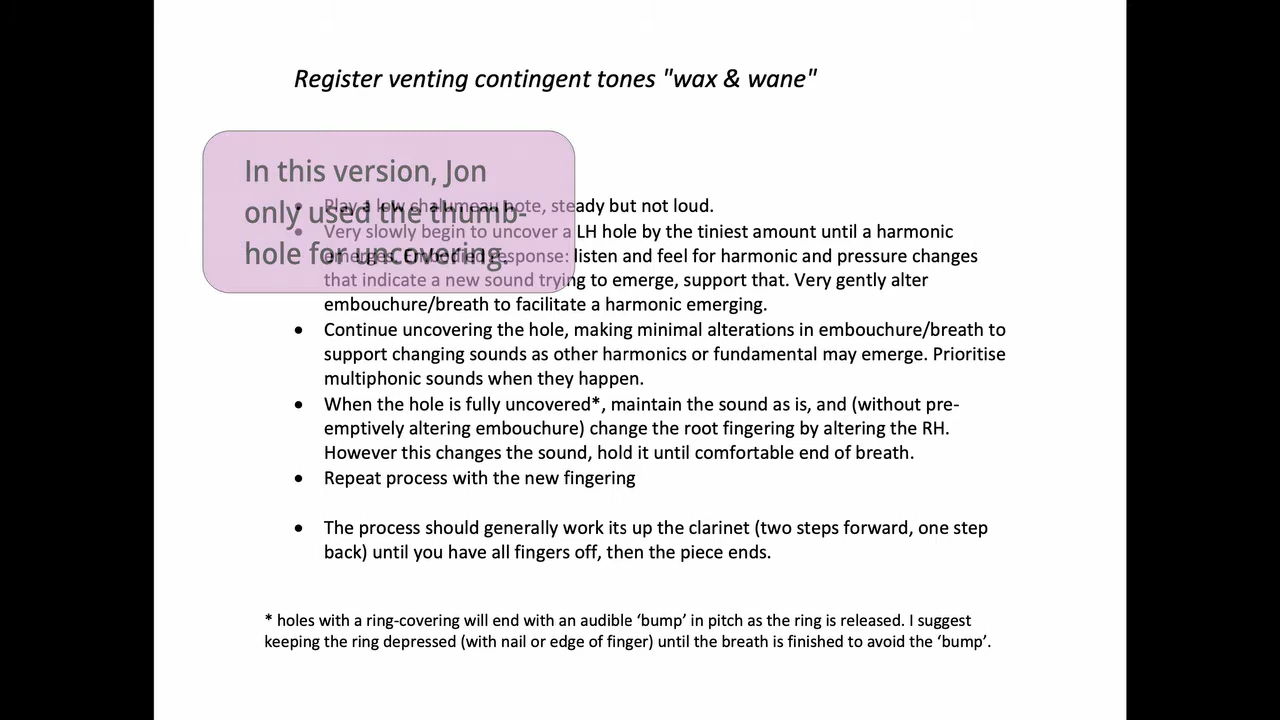 Register venting contingent tones "wax & wane"
In this version, Jon
only used the thumb-
hole for uncovering.
• Play a low chalumeau note, steady but not loud.
• Very slowly begin to uncover a LH hole by the tiniest amount until a harmonic
emerges. Embodied response: listen and feel for harmonic and pressure changes
that indicate a new sound trying to emerge, support that. Very gently alter
embouchure/breath to facilitate a harmonic emerging.
• Continue uncovering the hole, making minimal alterations in embouchure/breath to
support changing sounds as other harmonics or fundamental may emerge. Prioritise
multiphonic sounds when they happen.
• When the hole is fully uncovered*, maintain the sound as is, and (without pre-
emptively altering embouchure) change the root fingering by altering the RH.
However this changes the sound, hold it until comfortable end of breath.
• Repeat process with the new fingering
• The process should generally work its up the clarinet (two steps forward, one step
back) until you have all fingers off, then the piece ends.
* holes with a ring-covering will end with an audible ‘bump’ in pitch as the ring is released. I suggest
keeping the ring depressed (with nail or edge of finger) until the breath is finished to avoid the ‘bump’.